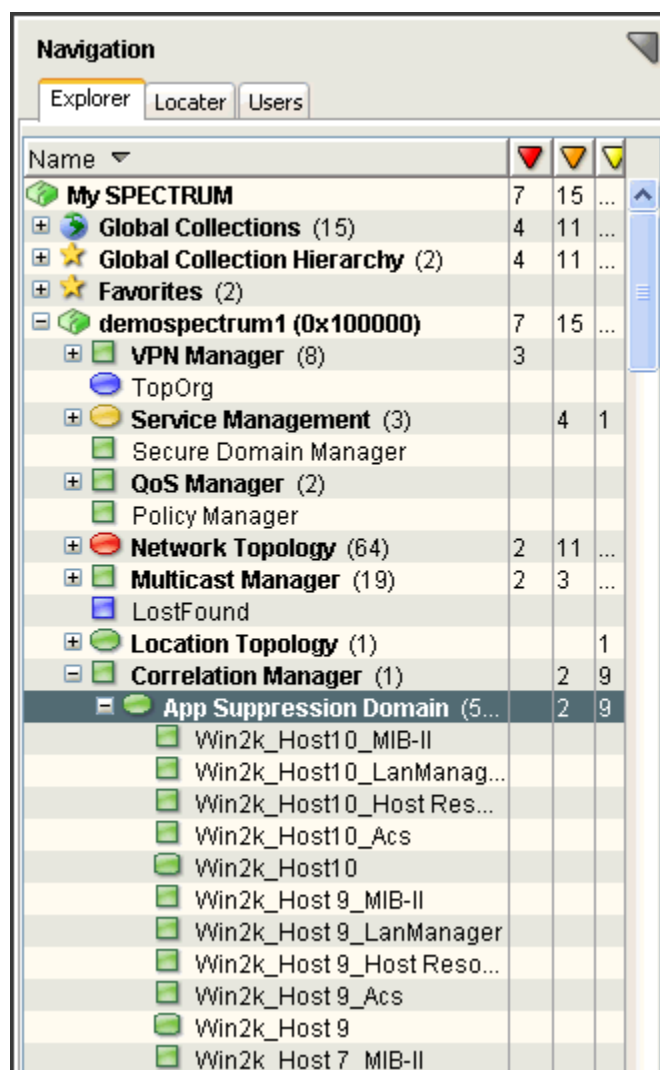 Navigation
Explorer Locater Users
Name
My SPECTRUM 7 15 ...
Global Collections (15) 4 11 ...
Global Collection Hierarchy (2) 4 11 ...
Favorites (2)
demospectrum1 (0x100000) 7 15 ...
VPN Manager (8) 3
TopOrg
Service Management (3) 4 1
Secure Domain Manager
QoS Manager (2)
Policy Manager
Network Topology (64) 2 11 ...
Multicast Manager (19) 2 3 ...
LostFound
Location Topology (1) 1
Correlation Manager (1) 2 9
App Suppression Domain (5... 2 9
Win2k_Host10_MIB-II
Win2k_Host10_LanManag...
Win2k_Host10_Host Res...
Win2k_Host10_Acs
Win2k_Host10
Win2k_Host 9_MIB-II
Win2k_Host 9_LanManager
Win2k_Host 9_Host Reso...
Win2k_Host 9_Acs
Win2k_Host 9
Win2k_Host 7_MIB-II